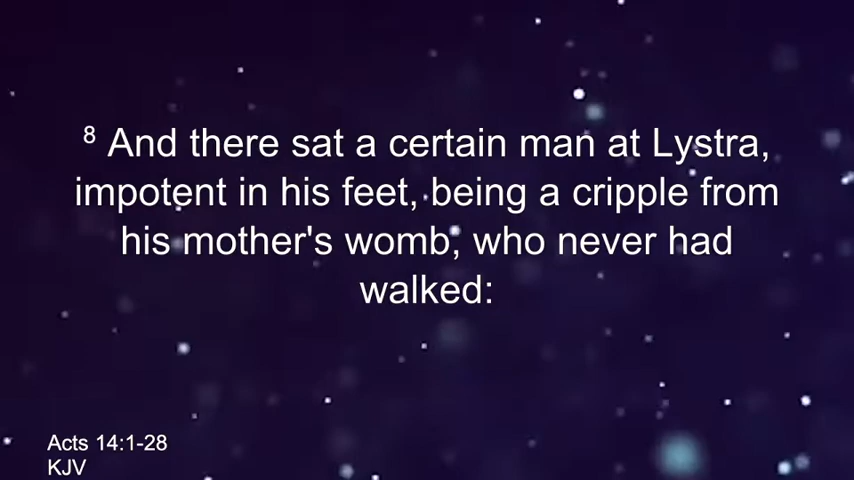 8 And there sat a certain man at Lystra,
impotent in his feet, being a cripple from
his mother's womb, who never had
walked:
Acts 14:1-28
KJV